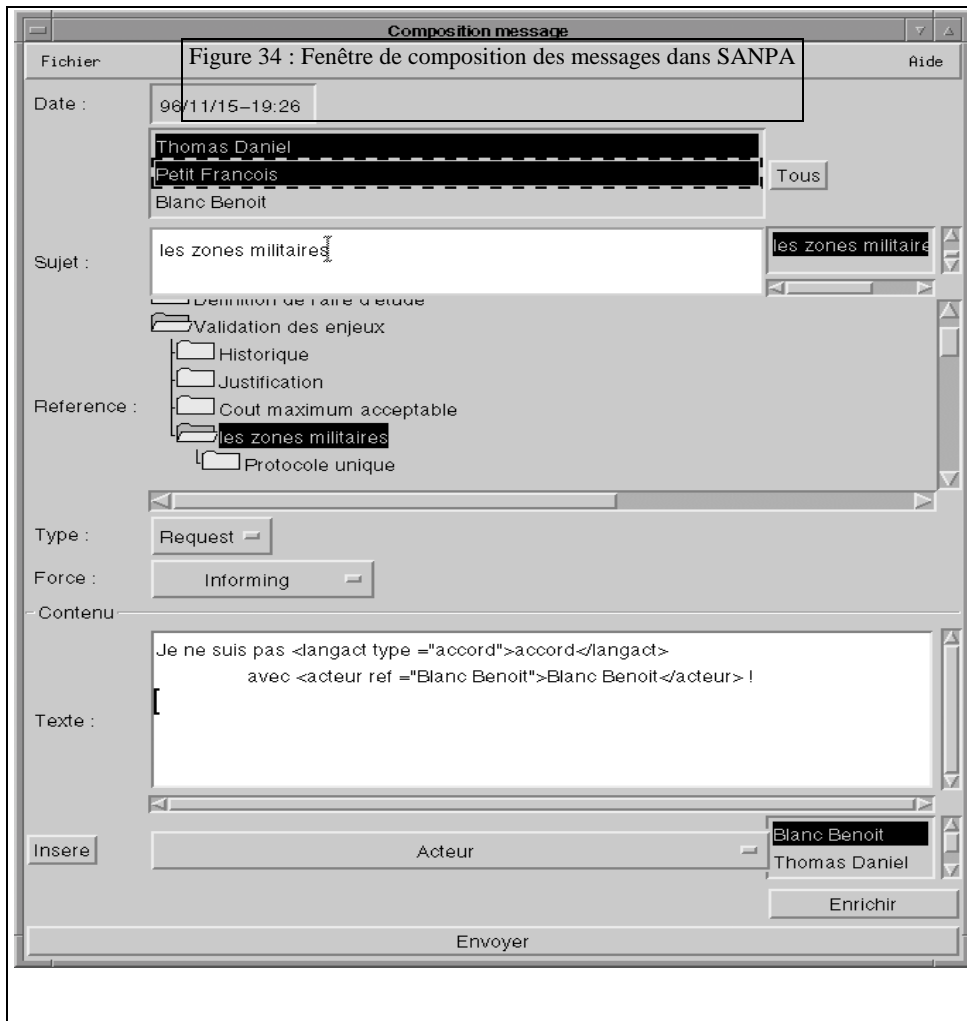 Composition message
Figure 34 : Fenêtre de composition des messages dans SANPA
Fichier
Aide
Date :
96/11/15-19:26
Thomas Daniel
Petit Francois
Blanc Benoit
Tous
Sujet :
les zones militaires
les zones militaire
Definition de l'aire d'etude
Validation des enjeux
Historique
Justification
Reference :
Cout maximum acceptable
les zones militaires
Protocole unique
Type :
Request
Force :
Informing
Contenu
Je ne suis pas <langact type ="accord">accord</langact>
avec <acteur ref ="Blanc Benoit">Blanc Benoit</acteur> !
Texte :
Insere
Acteur
Blanc Benoit
Thomas Daniel
Enrichir
Envoyer